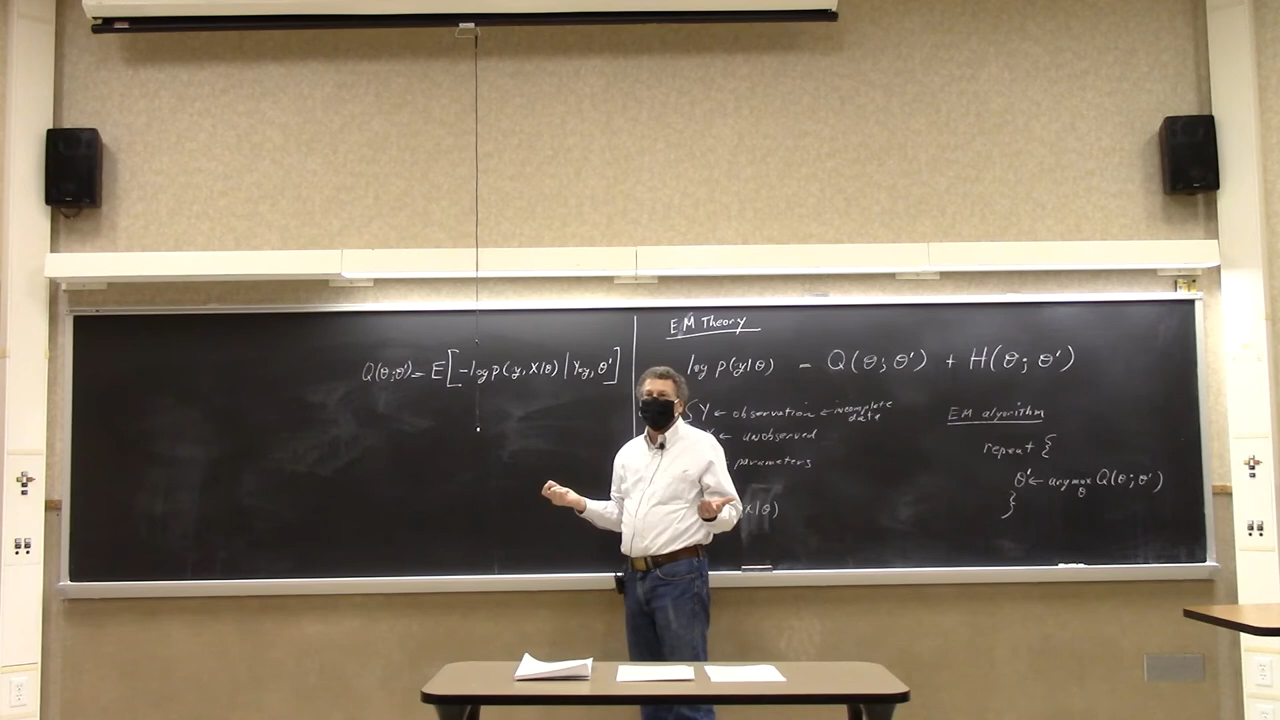 Q(θ;θ') = E[-log p(y, X|θ) | Y=y, θ']
EM Theory
log p(y|θ) = Q(θ; θ') + H(θ; θ')
Y ← observation ← incomplete data
← unobserved
parameters
X|θ)
EM algorithm
repeat {
θ' ← argmax Q(θ; θ')
θ
}